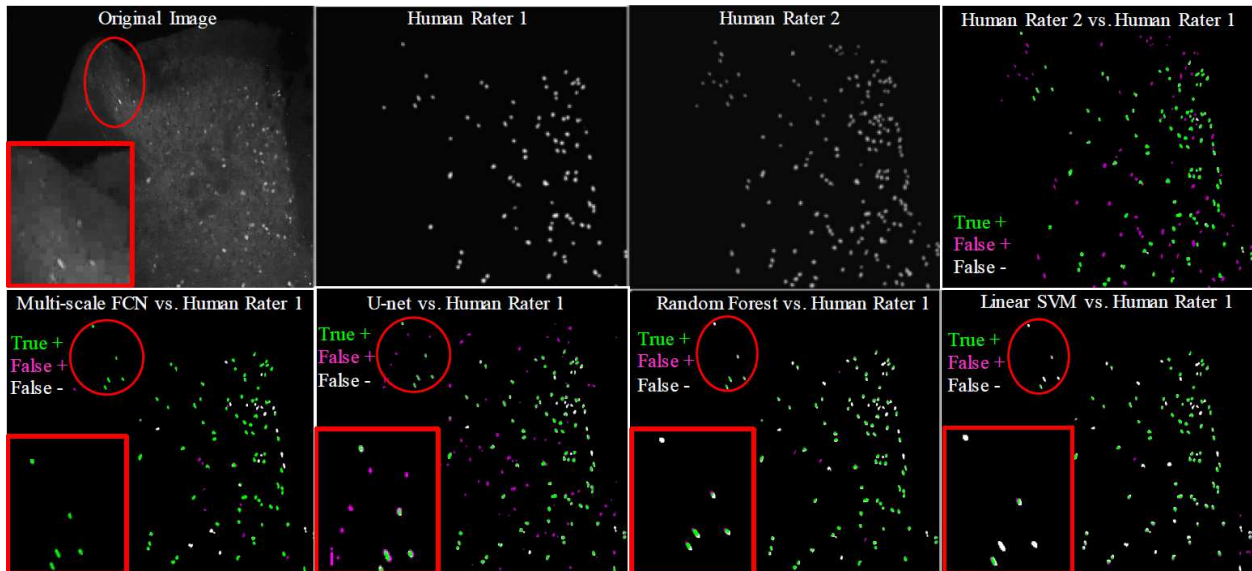 Original Image
Human Rater 1
Human Rater 2
Human Rater 2 vs. Human Rater 1
True +
False +
False -
Multi-scale FCN vs. Human Rater 1
True +
False +
False -
U-net vs. Human Rater 1
True +
False +
False -
Random Forest vs. Human Rater 1
True +
False +
False -
Linear SVM vs. Human Rater 1
True +
False +
False -